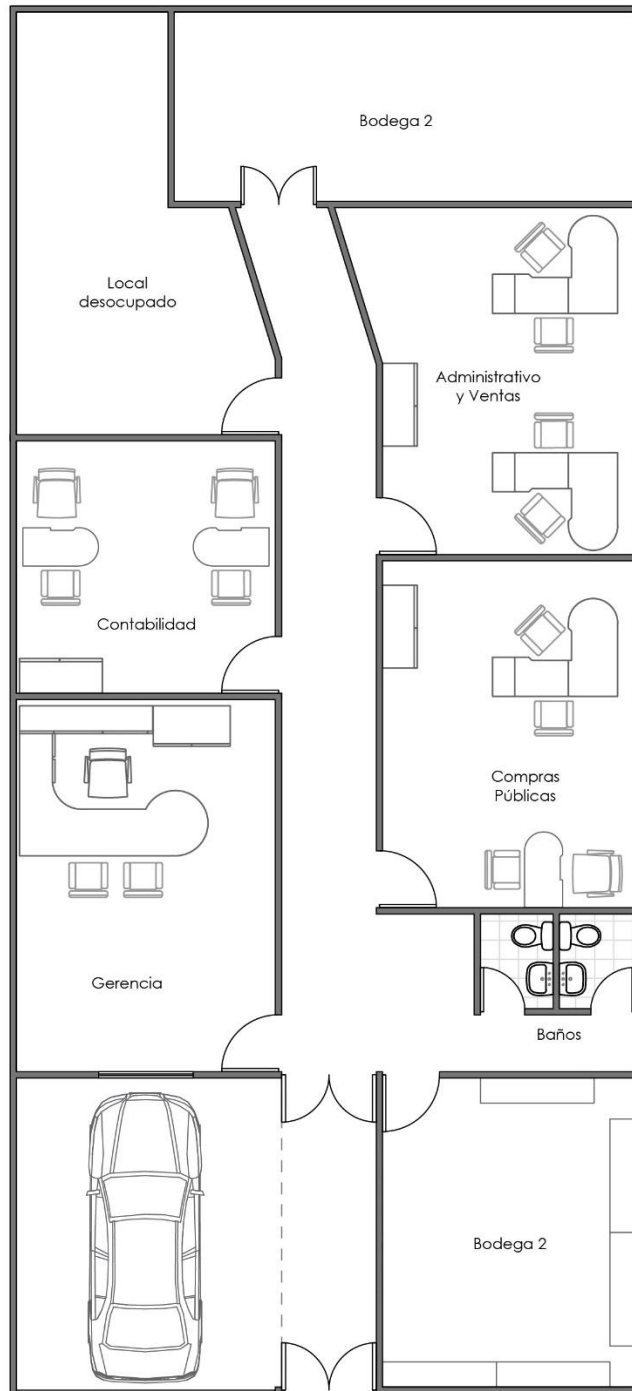 Bodega 2
Local
desocupado
Administrativo
y Ventas
Contabilidad
Compras
Públicas
Gerencia
Baños
Bodega 2